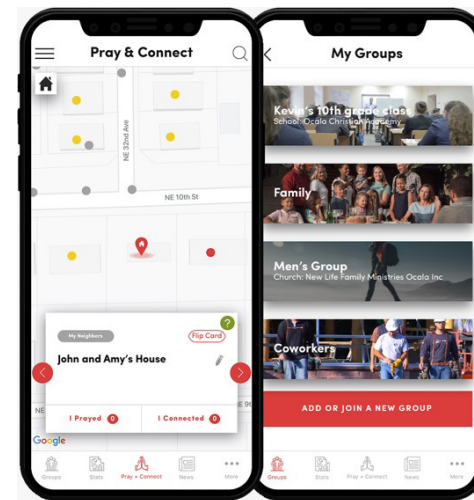 Pray & Connect
NE 32nd Ave
NE 10th St
My Neighbors
Flip Card
?
John and Amy's House
NE
NE 9t
I Prayed 0
I Connected 0
Google
Groups
Stats
Pray + Connect
News
More
My Groups
Kevin's 10th grade class
School: Ocala Christian Academy
Family
Men's Group
Church: New Life Family Ministries Ocala Inc
Coworkers
ADD OR JOIN A NEW GROUP
Groups
Stats
Pray + Connect
News
More